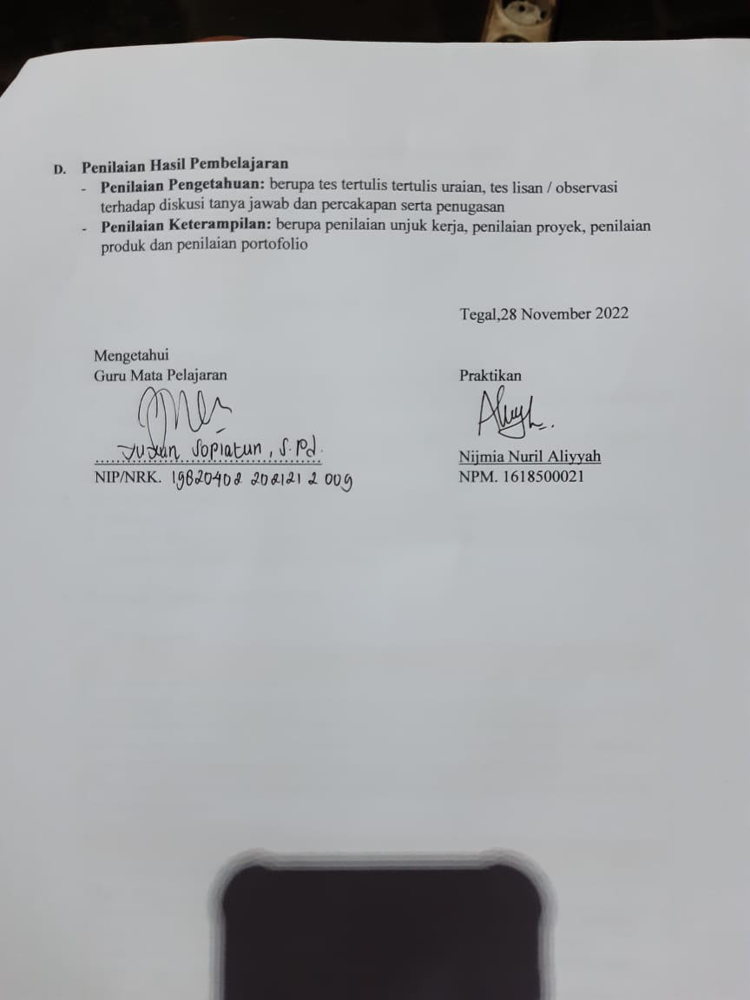 D. Penilaian Hasil Pembelajaran
- Penilaian Pengetahuan: berupa tes tertulis tertulis uraian, tes lisan / observasi
terhadap diskusi tanya jawab dan percakapan serta penugasan
- Penilaian Keterampilan: berupa penilaian unjuk kerja, penilaian proyek, penilaian
produk dan penilaian portofolio
Tegal,28 November 2022
Mengetahui
Guru Mata Pelajaran
Praktikan
Sopiatun, S.Pd.
Nijmia Nuril Aliyyah
NIP/NRK. 19820402 202121 2 009
NPM. 1618500021